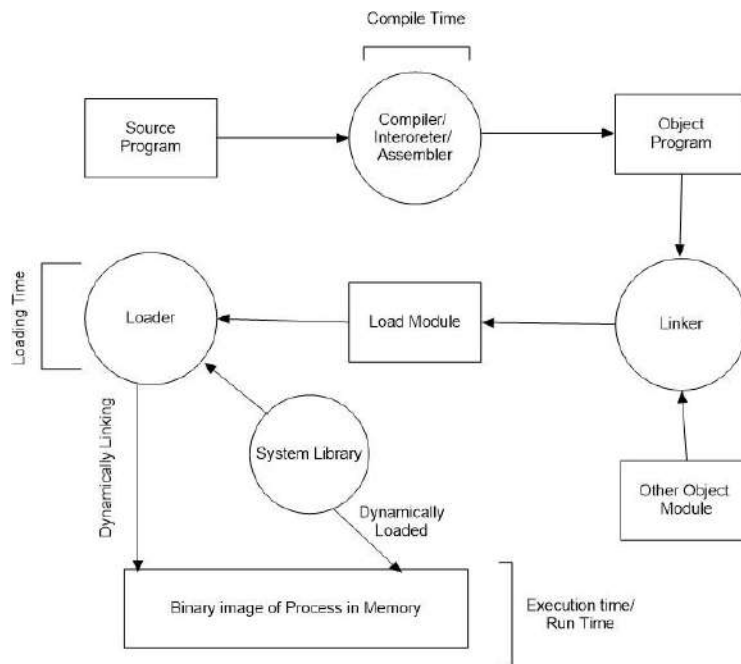 Compile Time
Source
Program
Compiler/
Interoreter/
Assembler
Object
Program
Loading Time
Loader
Load Module
Linker
Dynamically Linking
System Library
Dynamically
Loaded
Other Object
Module
Binary image of Process in Memory
Execution time/
Run Time